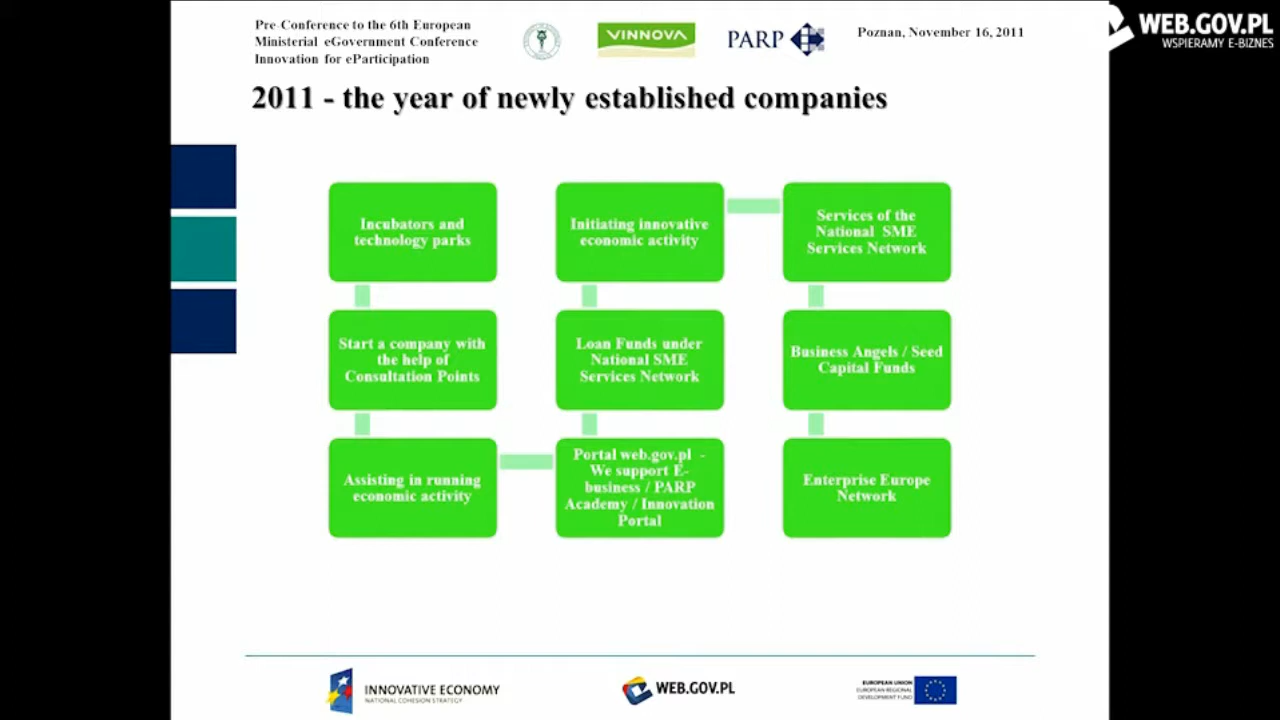 Pre-Conference to the 6th European
Ministerial eGovernment Conference
Innovation for eParticipation
VINNOVA
PARP
Poznan, November 16, 2011
WEB.GOV.PL
WSPIERAMY E-BIZNES
2011 - the year of newly established companies
Incubators and
technology parks
Start a company with
the help of
Consultation Points
Assisting in running
economic activity
Initiating innovative
economic activity
Loan Funds under
National SME
Services Network
Portal web.gov.pl -
We support E-
business / PARP
Academy / Innovation
Portal
Services of the
National SME
Services Network
Business Angels / Seed
Capital Funds
Enterprise Europe
Network
INNOVATIVE ECONOMY
NATIONAL COHESION STRATEGY
WEB.GOV.PL
EUROPEAN UNION
EUROPEAN REGIONAL
DEVELOPMENT FUND